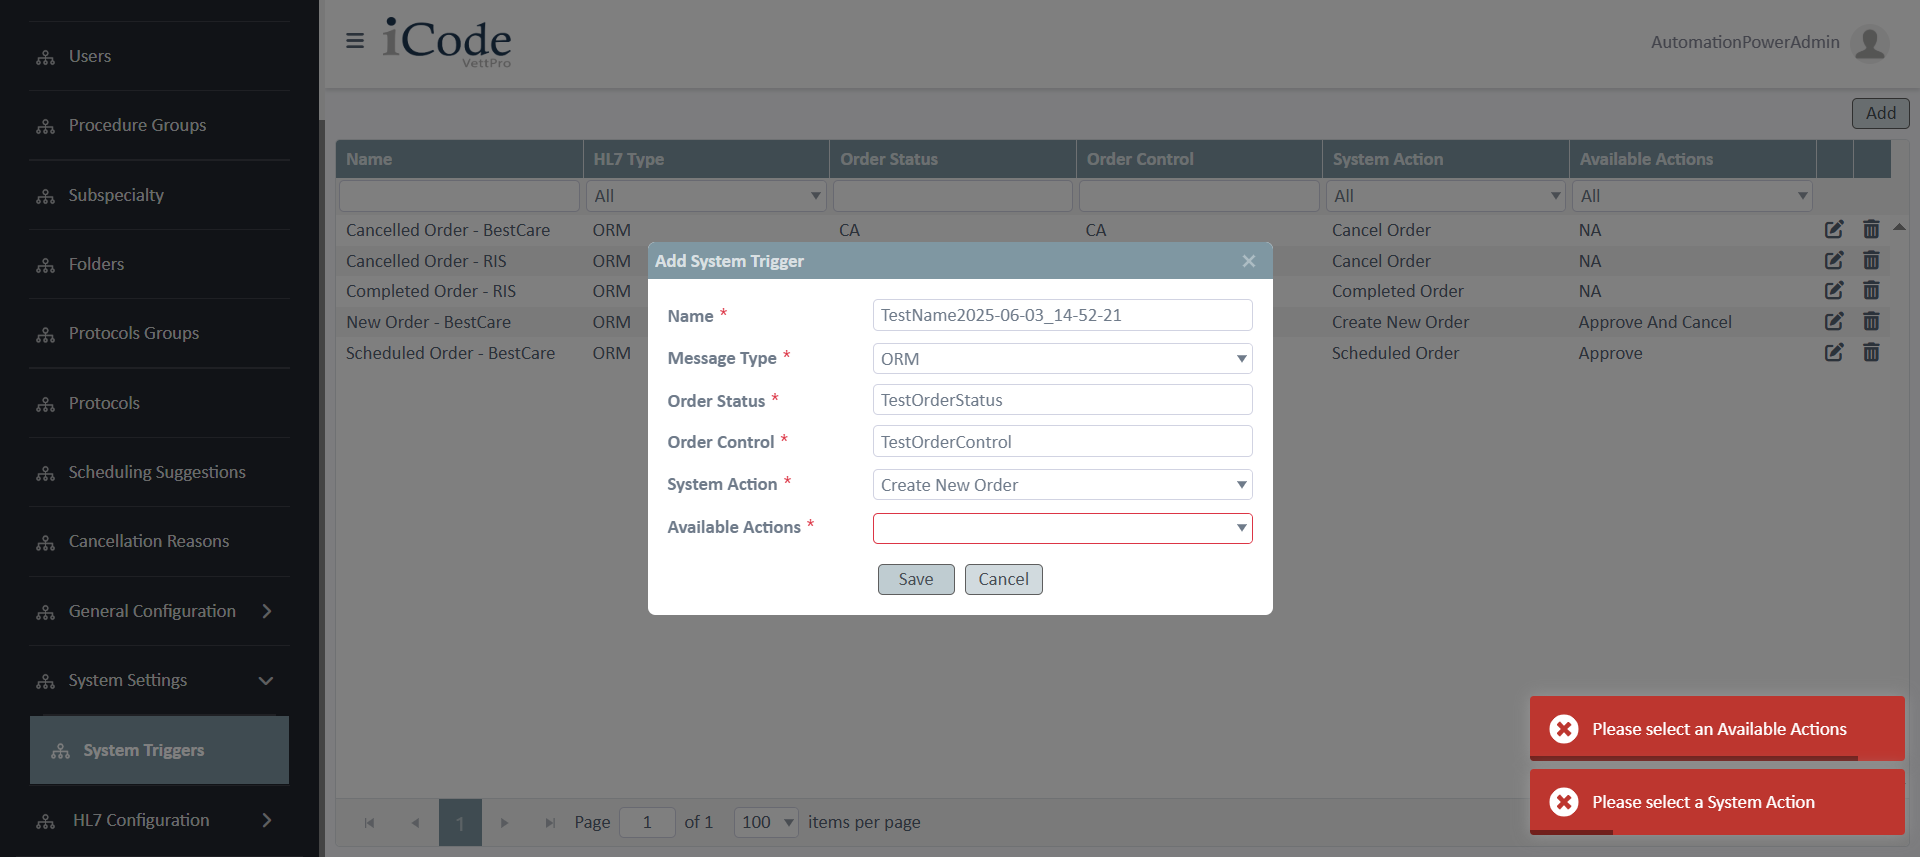 Users
Procedure Groups
Subspecialty
Folders
Protocols Groups
Protocols
Scheduling Suggestions
Cancellation Reasons
General Configuration
System Settings
System Triggers
HL7 Configuration
iCode
VettPro
AutomationPowerAdmin
Add
Name HL7 Type Order Status Order Control System Action Available Actions
All All All
Cancelled Order - BestCare ORM CA CA Cancel Order NA
Cancelled Order - RIS ORM Cancel Order NA
Completed Order - RIS ORM Completed Order NA
New Order - BestCare ORM Create New Order Approve And Cancel
Scheduled Order - BestCare ORM Scheduled Order Approve
Add System Trigger
Name * TestName2025-06-03_14-52-21
Message Type * ORM
Order Status * TestOrderStatus
Order Control * TestOrderControl
System Action * Create New Order
Available Actions *
Save Cancel
Please select an Available Actions
Please select a System Action
1 Page 1 of 1 100 items per page